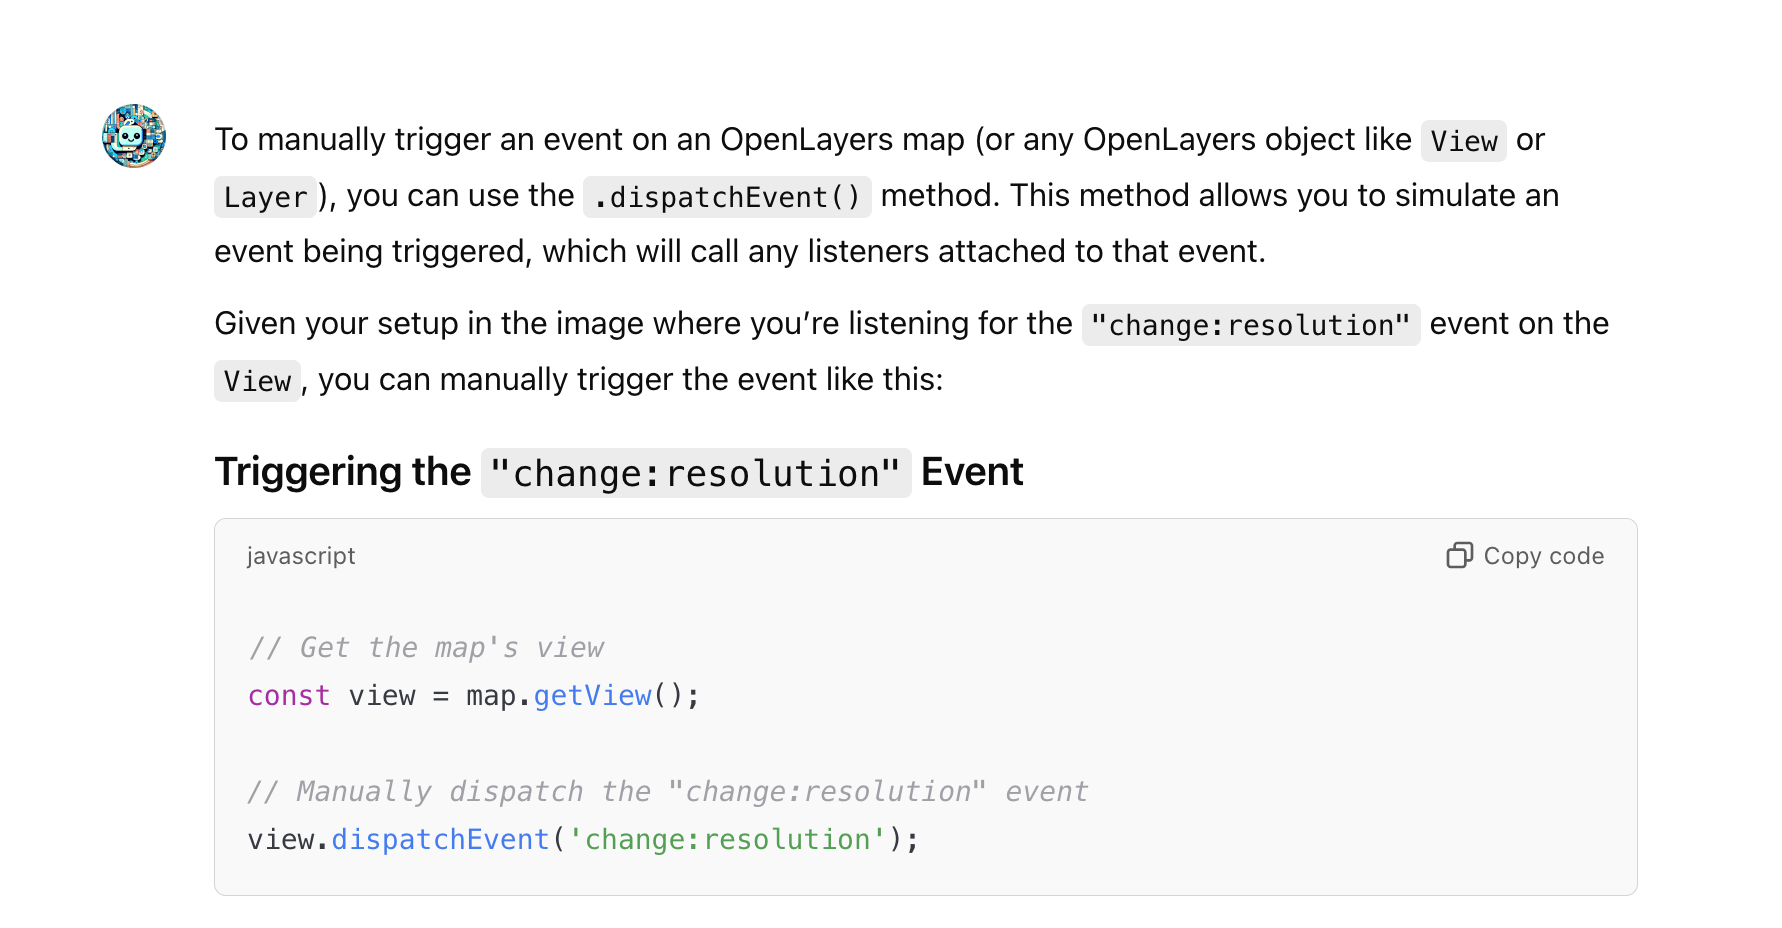 To manually trigger an event on an OpenLayers map (or any OpenLayers object like View or
Layer), you can use the .dispatchEvent() method. This method allows you to simulate an
event being triggered, which will call any listeners attached to that event.
Given your setup in the image where you’re listening for the "change:resolution" event on the
View, you can manually trigger the event like this:
Triggering the "change:resolution" Event
javascript
Copy code
// Get the map's view
const view = map.getView();
// Manually dispatch the "change:resolution" event
view.dispatchEvent('change:resolution');